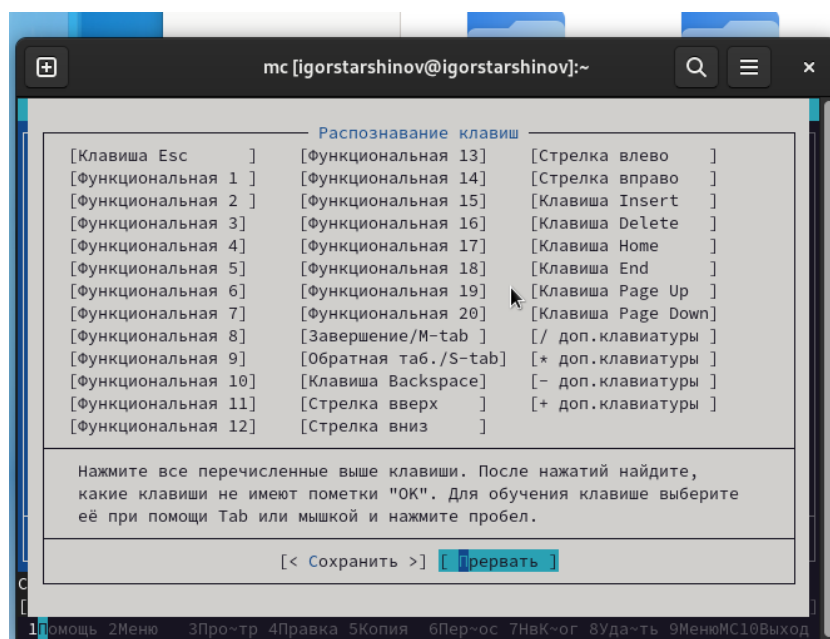 mc [igorstarshinov@igorstarshinov]:~
Распознавание клавиш
[Клавиша Esc ] [Функциональная 13] [Стрелка влево ]
[Функциональная 1 ] [Функциональная 14] [Стрелка вправо ]
[Функциональная 2 ] [Функциональная 15] [Клавиша Insert ]
[Функциональная 3] [Функциональная 16] [Клавиша Delete ]
[Функциональная 4] [Функциональная 17] [Клавиша Home ]
[Функциональная 5] [Функциональная 18] [Клавиша End ]
[Функциональная 6] [Функциональная 19] [Клавиша Page Up ]
[Функциональная 7] [Функциональная 20] [Клавиша Page Down]
[Функциональная 8] [Завершение/M-tab ] [/ доп.клавиатуры ]
[Функциональная 9] [Обратная таб./S-tab] [* доп.клавиатуры ]
[Функциональная 10] [Клавиша Backspace] [- доп.клавиатуры ]
[Функциональная 11] [Стрелка вверх ] [+ доп.клавиатуры ]
[Функциональная 12] [Стрелка вниз ]
Нажмите все перечисленные выше клавиши. После нажатий найдите,
какие клавиши не имеют пометки "OK". Для обучения клавише выберите
её при помощи Tab или мышкой и нажмите пробел.
[< Сохранить >] [ Прервать ]
1Помощь 2Меню 3Про~тр 4Правка 5Копия 6Пер~ос 7НвК~ог 8Уда~ть 9МенюМС10Выход